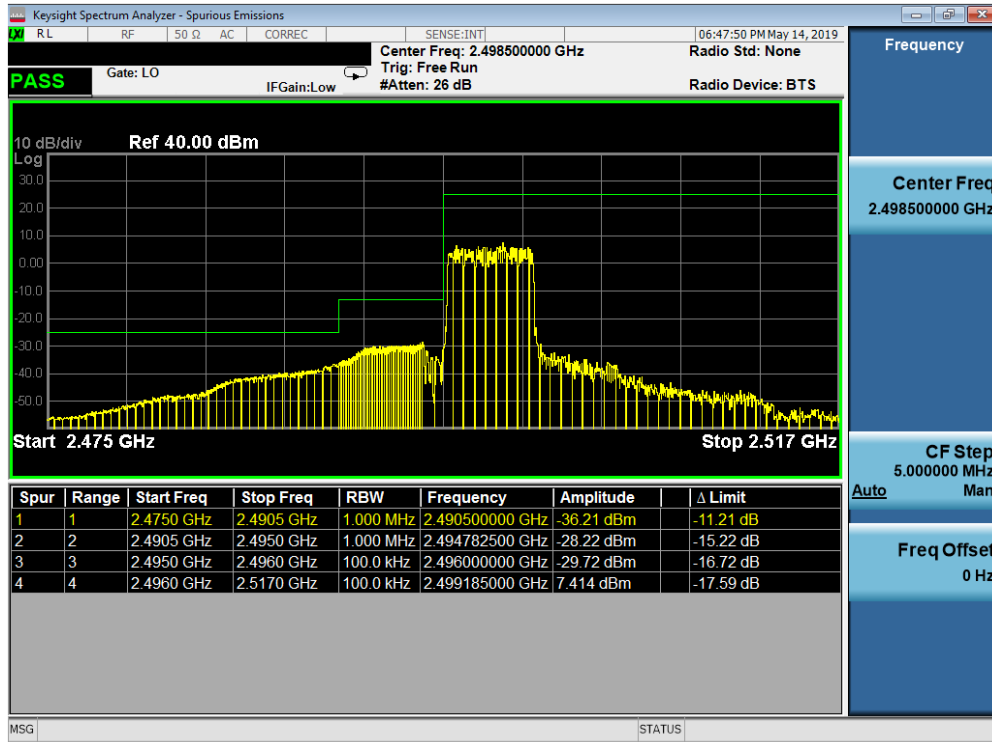 Keysight Spectrum Analyzer - Spurious Emissions
LXI RL RF 50 Ω AC CORREC SENSE:INT 06:47:50 PM May 14, 2019
Center Freq: 2.498500000 GHz Radio Std: None
PASS Gate: LO Trig: Free Run
IFGain:Low #Atten: 26 dB Radio Device: BTS
Frequency
10 dB/div Ref 40.00 dBm
Log
30.0
20.0
10.0
0.00
-10.0
-20.0
-30.0
-40.0
-50.0
Start 2.475 GHz Stop 2.517 GHz
Center Freq
2.498500000 GHz
CF Step
5.000000 MHz
Auto Man
Freq Offset
0 Hz
Spur Range Start Freq Stop Freq RBW Frequency Amplitude Δ Limit
1 1 2.4750 GHz 2.4905 GHz 1.000 MHz 2.490500000 GHz -36.21 dBm -11.21 dB
2 2 2.4905 GHz 2.4950 GHz 1.000 MHz 2.494782500 GHz -28.22 dBm -15.22 dB
3 3 2.4950 GHz 2.4960 GHz 100.0 kHz 2.496000000 GHz -29.72 dBm -16.72 dB
4 4 2.4960 GHz 2.5170 GHz 100.0 kHz 2.499185000 GHz 7.414 dBm -17.59 dB
MSG STATUS